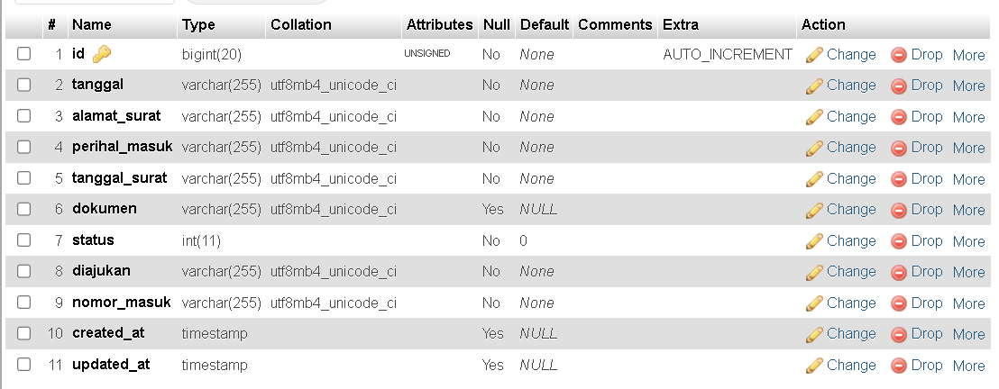 # Name Type Collation Attributes Null Default Comments Extra Action
1 id bigint(20) UNSIGNED No None AUTO_INCREMENT Change Drop More
2 tanggal varchar(255) utf8mb4_unicode_ci No None Change Drop More
3 alamat_surat varchar(255) utf8mb4_unicode_ci No None Change Drop More
4 perihal_masuk varchar(255) utf8mb4_unicode_ci No None Change Drop More
5 tanggal_surat varchar(255) utf8mb4_unicode_ci No None Change Drop More
6 dokumen varchar(255) utf8mb4_unicode_ci Yes NULL Change Drop More
7 status int(11) No 0 Change Drop More
8 diajukan varchar(255) utf8mb4_unicode_ci No None Change Drop More
9 nomor_masuk varchar(255) utf8mb4_unicode_ci No None Change Drop More
10 created_at timestamp Yes NULL Change Drop More
11 updated_at timestamp Yes NULL Change Drop More